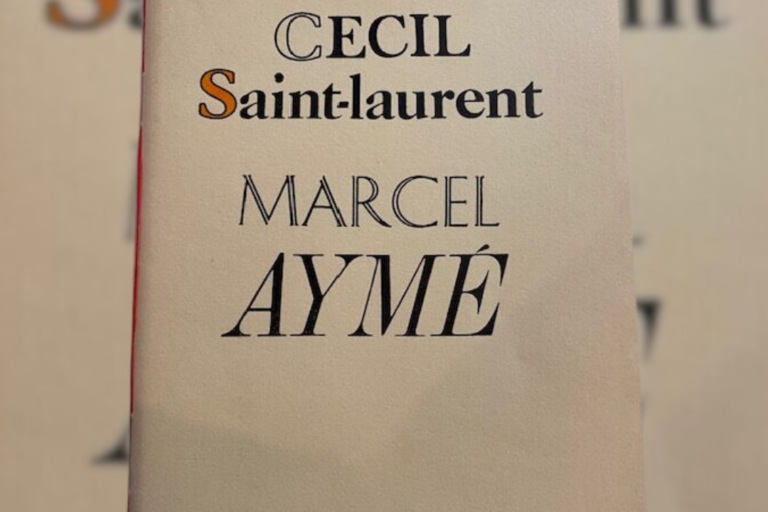 CECIL
Saint-laurent
MARCEL
AYMÉ